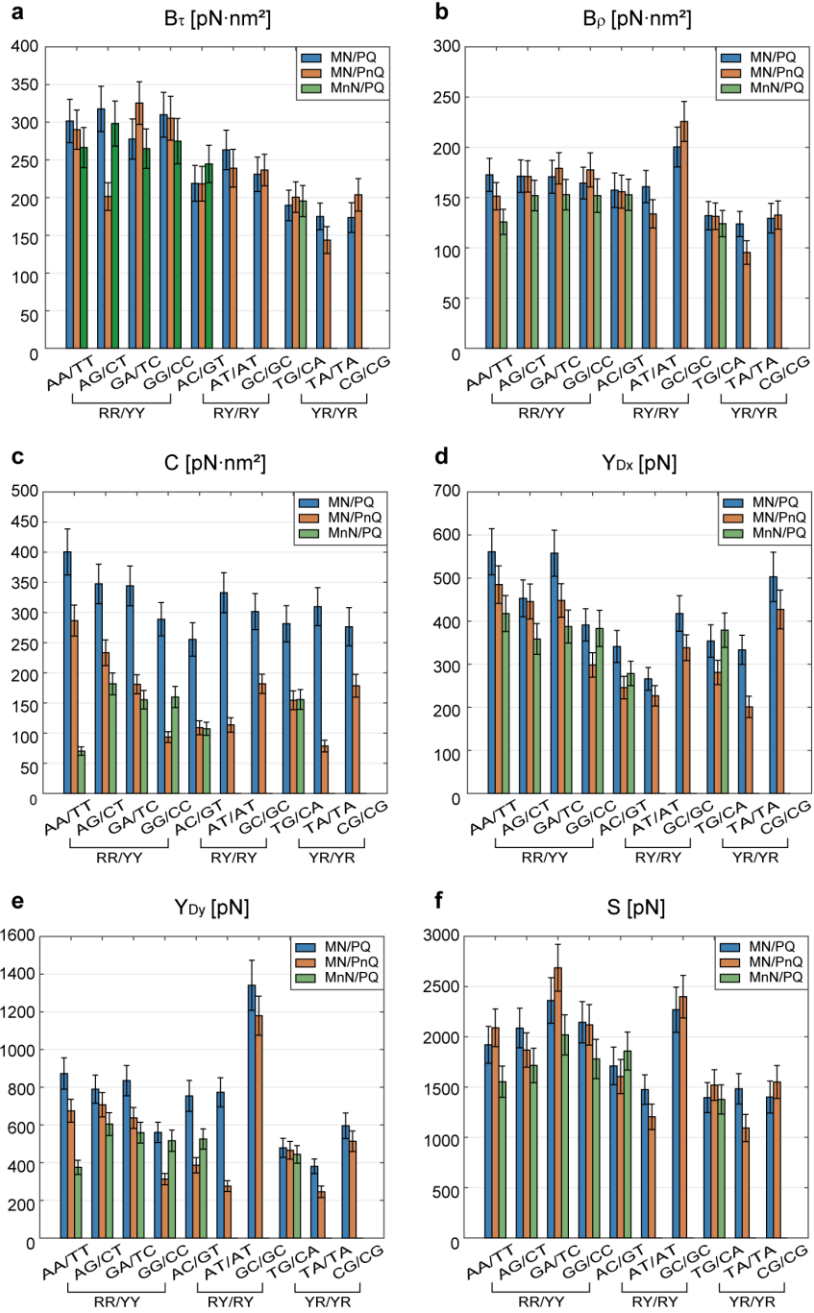 a
Bτ [pN·nm²]
MN/PQ
MN/PnQ
MnN/PQ
400
350
300
250
200
150
100
50
0
AA/TT
AG/CT
GA/TC
GG/CC
AC/GT
AT/AT
GC/GC
TG/CA
TA/TA
CG/CG
RR/YY
RY/RY
YR/YR
b
Bρ [pN·nm²]
MN/PQ
MN/PnQ
MnN/PQ
300
250
200
150
100
50
0
AA/TT
AG/CT
GA/TC
GG/CC
AC/GT
AT/AT
GC/GC
TG/CA
TA/TA
CG/CG
RR/YY
RY/RY
YR/YR
c
C [pN·nm²]
MN/PQ
MN/PnQ
MnN/PQ
500
450
400
350
300
250
200
150
100
50
0
AA/TT
AG/CT
GA/TC
GG/CC
AC/GT
AT/AT
GC/GC
TG/CA
TA/TA
CG/CG
RR/YY
RY/RY
YR/YR
d
YDx [pN]
MN/PQ
MN/PnQ
MnN/PQ
700
600
500
400
300
200
100
0
AA/TT
AG/CT
GA/TC
GG/CC
AC/GT
AT/AT
GC/GC
TG/CA
TA/TA
CG/CG
RR/YY
RY/RY
YR/YR
e
YDy [pN]
MN/PQ
MN/PnQ
MnN/PQ
1600
1400
1200
1000
800
600
400
200
0
AA/TT
AG/CT
GA/TC
GG/CC
AC/GT
AT/AT
GC/GC
TG/CA
TA/TA
CG/CG
RR/YY
RY/RY
YR/YR
f
S [pN]
MN/PQ
MN/PnQ
MnN/PQ
3000
2500
2000
1500
1000
500
0
AA/TT
AG/CT
GA/TC
GG/CC
AC/GT
AT/AT
GC/GC
TG/CA
TA/TA
CG/CG
RR/YY
RY/RY
YR/YR